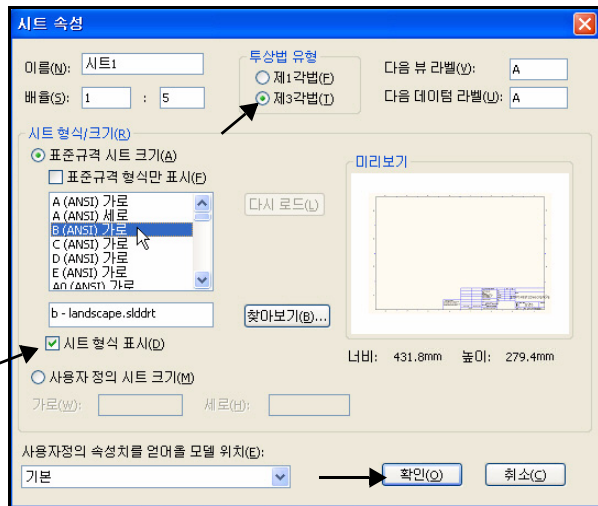 시트 속성
이름(N): 시트1
배율(S): 1 : 5
투상법 유형
제1각법(F)
제3각법(T)
다음 뷰 라벨(V): A
다음 데이텀 라벨(U): A
시트 형식/크기(R)
표준규격 시트 크기(A)
표준규격 형식만 표시(F)
A (ANSI) 가로
A (ANSI) 세로
B (ANSI) 가로
C (ANSI) 가로
D (ANSI) 가로
E (ANSI) 가로
A0 (ANSI) 가로
다시 로드(L)
b - landscape.slddrt
찾아보기(B)...
시트 형식 표시(D)
미리보기
너비: 431.8mm 높이: 279.4mm
사용자 정의 시트 크기(M)
가로(W): 세로(H):
사용자정의 속성치를 얻어올 모델 위치(E):
기본
확인(O) 취소(C)